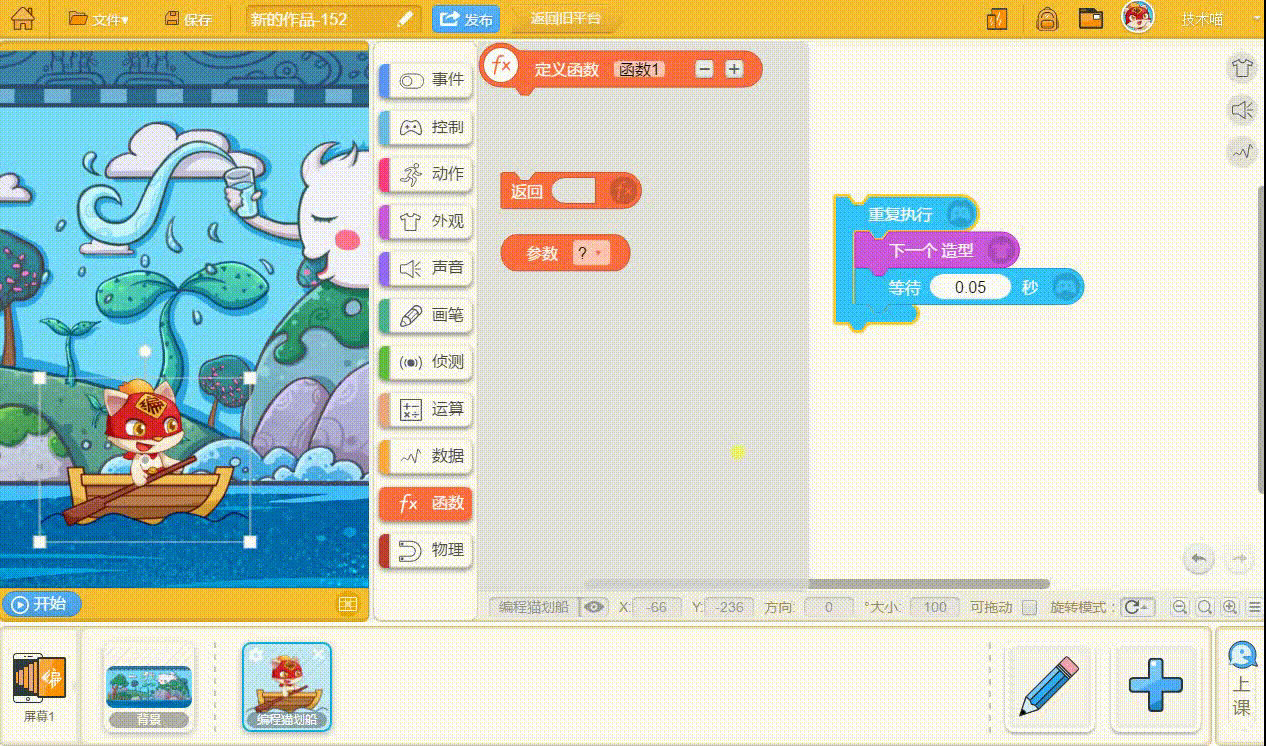 文件▾
保存
新的作品-152
发布
返回旧平台
技术喵
事件
控制
动作
外观
声音
画笔
侦测
运算
数据
fx 函数
物理
fx 定义函数 函数1 − +
返回
参数 ?
重复执行
下一个 造型
等待 0.05 秒
编
开始
编程猫划船 X: -66 Y: -236 方向: 0 °大小: 100 可拖动 旋转模式：
屏幕1
背景
编程猫划船
上课